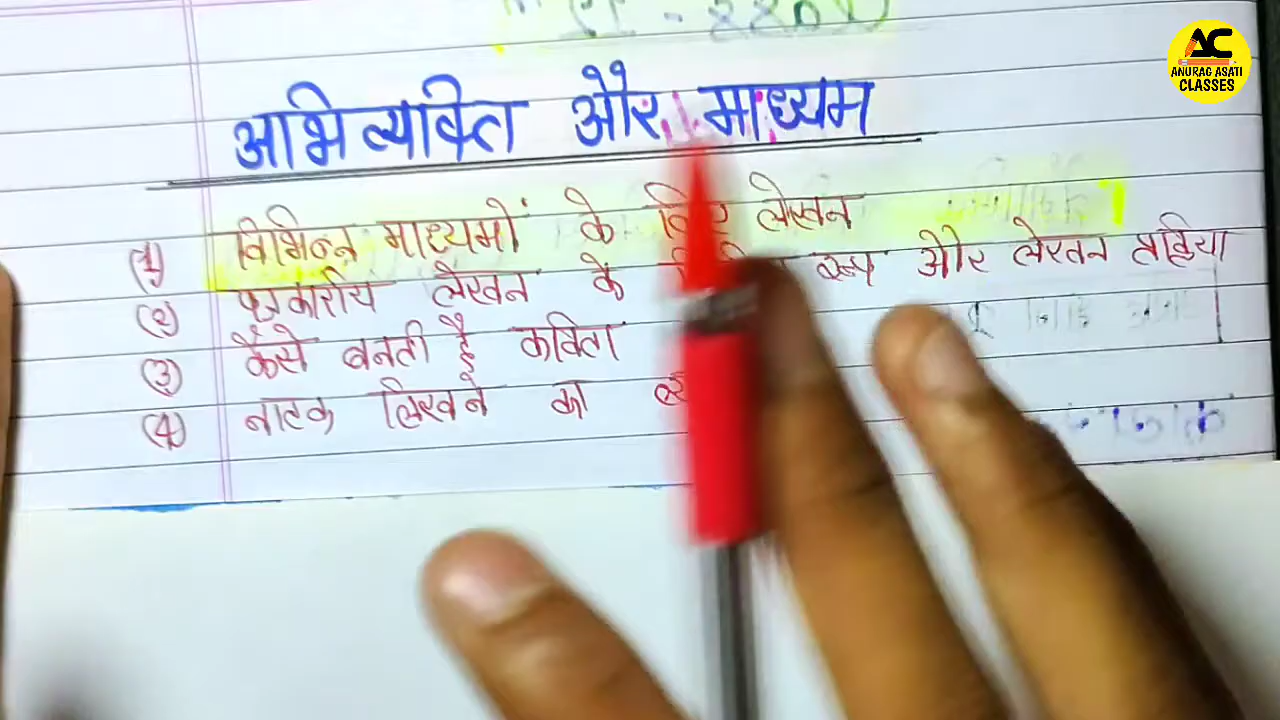 AC
ANURAG ASATI
CLASSES
अभिव्यक्ति और माध्यम
(1) विभिन्न माध्यमों के लिए लेखन
(2) पत्रकारीय लेखन के रूप और लेखन प्रक्रिया
(3) कैसे बनती है कविता
(4) नाटक लिखने का